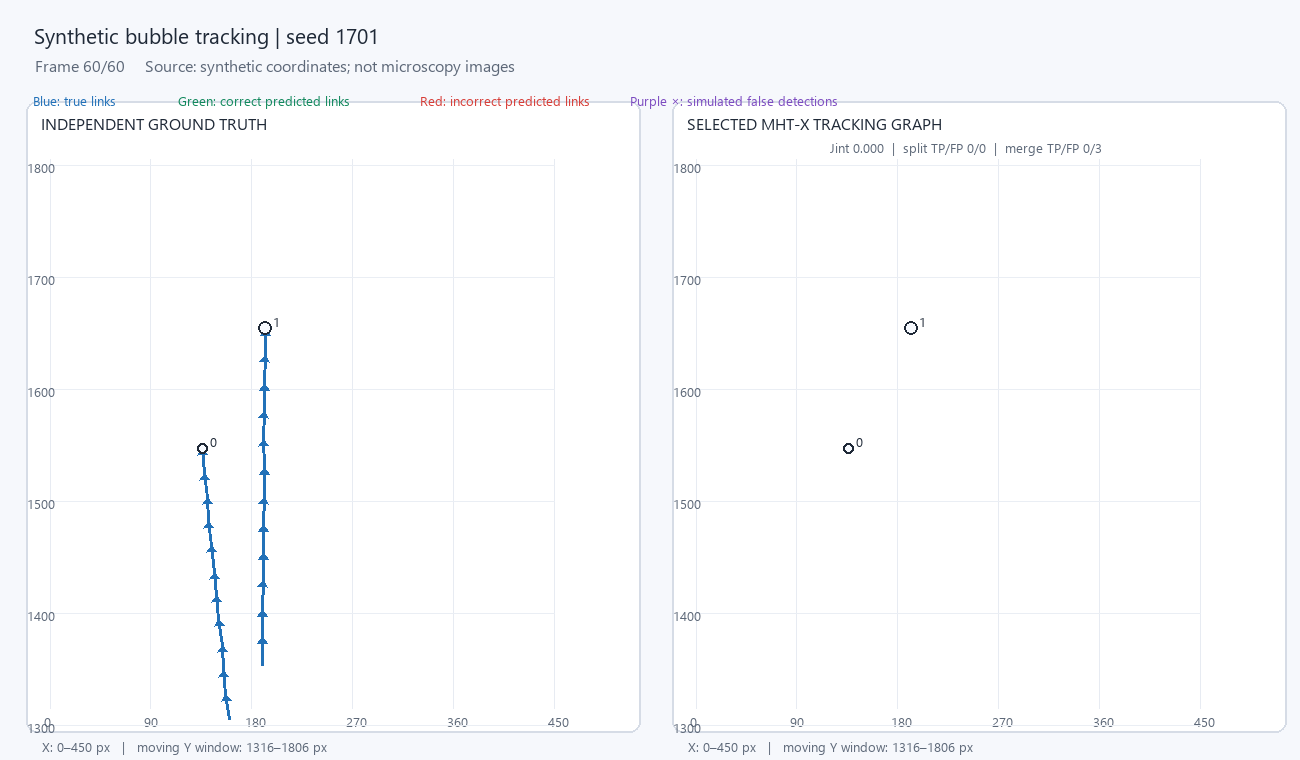 Synthetic bubble tracking | seed 1701
Frame 60/60 Source: synthetic coordinates; not microscopy images
Blue: true links Green: correct predicted links Red: incorrect predicted links Purple ×: simulated false detections
INDEPENDENT GROUND TRUTH
1800
1700
1600
1500
1400
1300
1
0
0 90 180 270 360 450
X: 0–450 px | moving Y window: 1316–1806 px
SELECTED MHT-X TRACKING GRAPH
Jint 0.000 | split TP/FP 0/0 | merge TP/FP 0/3
1800
1700
1600
1500
1400
1300
1
0
0 90 180 270 360 450
X: 0–450 px | moving Y window: 1316–1806 px